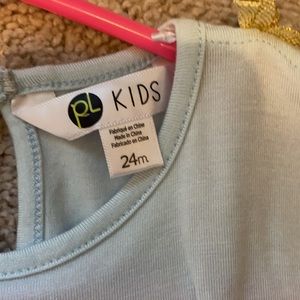 PL KIDS
Fabriqué en Chine
Made in China
Fabricado en China
24m